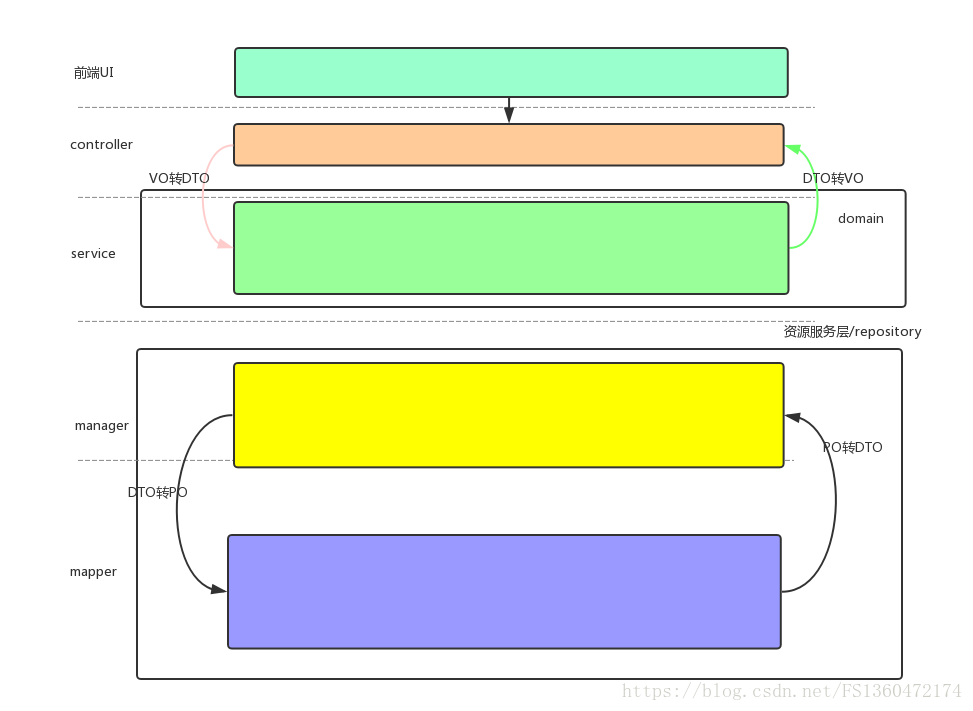 前端UI
controller
VO转DTO
DTO转VO
domain
service
资源服务层/repository
manager
PO转DTO
DTO转PO
mapper
https://blog.csdn.net/FS1360472174